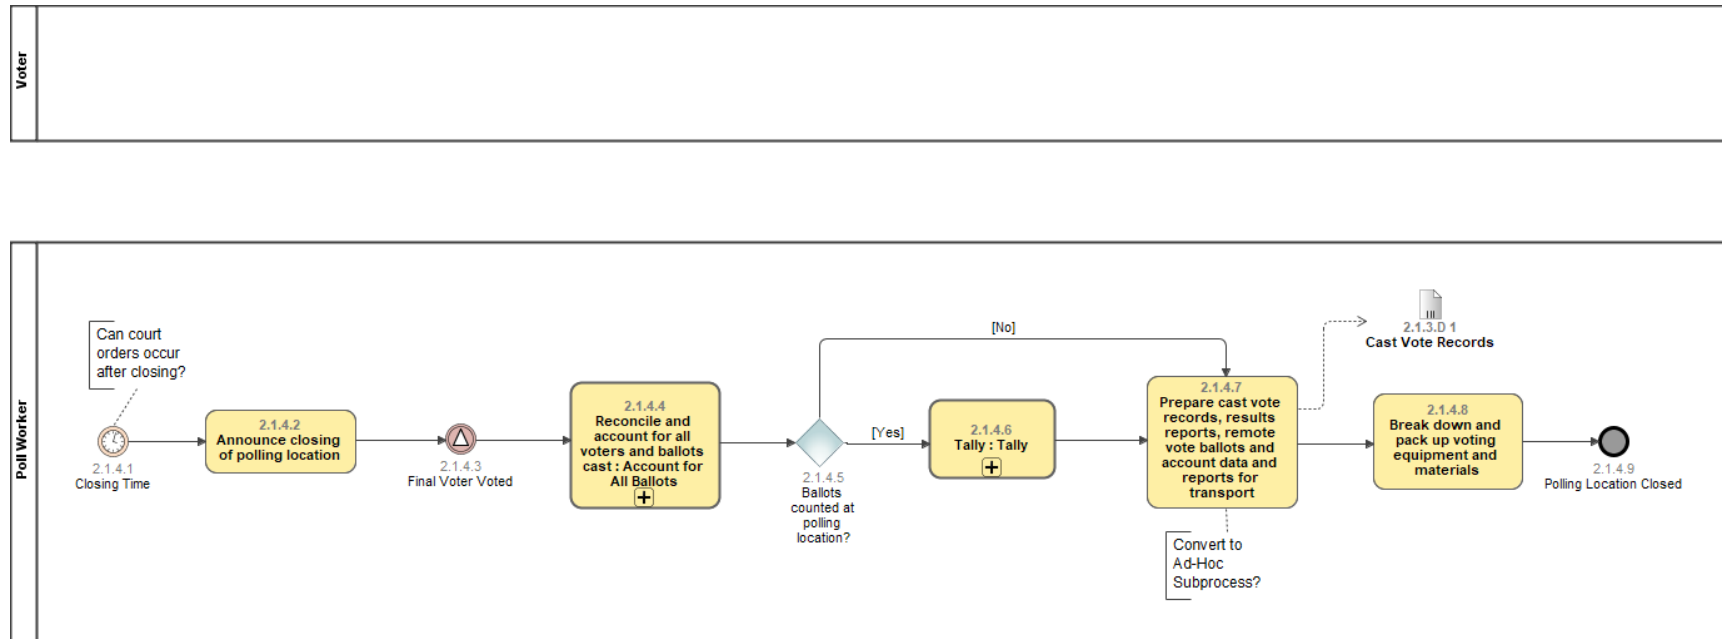 Voter
Poll Worker
Can court
orders occur
after closing?
2.1.4.1
Closing Time
2.1.4.2
Announce closing
of polling location
2.1.4.3
Final Voter Voted
2.1.4.4
Reconcile and
account for all
voters and ballots
cast : Account for
All Ballots
2.1.4.5
Ballots
counted at
polling
location?
[No]
[Yes]
2.1.4.6
Tally : Tally
2.1.4.7
Prepare cast vote
records, results
reports, remote
vote ballots and
account data and
reports for
transport
Convert to
Ad-Hoc
Subprocess?
2.1.3.D 1
Cast Vote Records
2.1.4.8
Break down and
pack up voting
equipment and
materials
2.1.4.9
Polling Location Closed